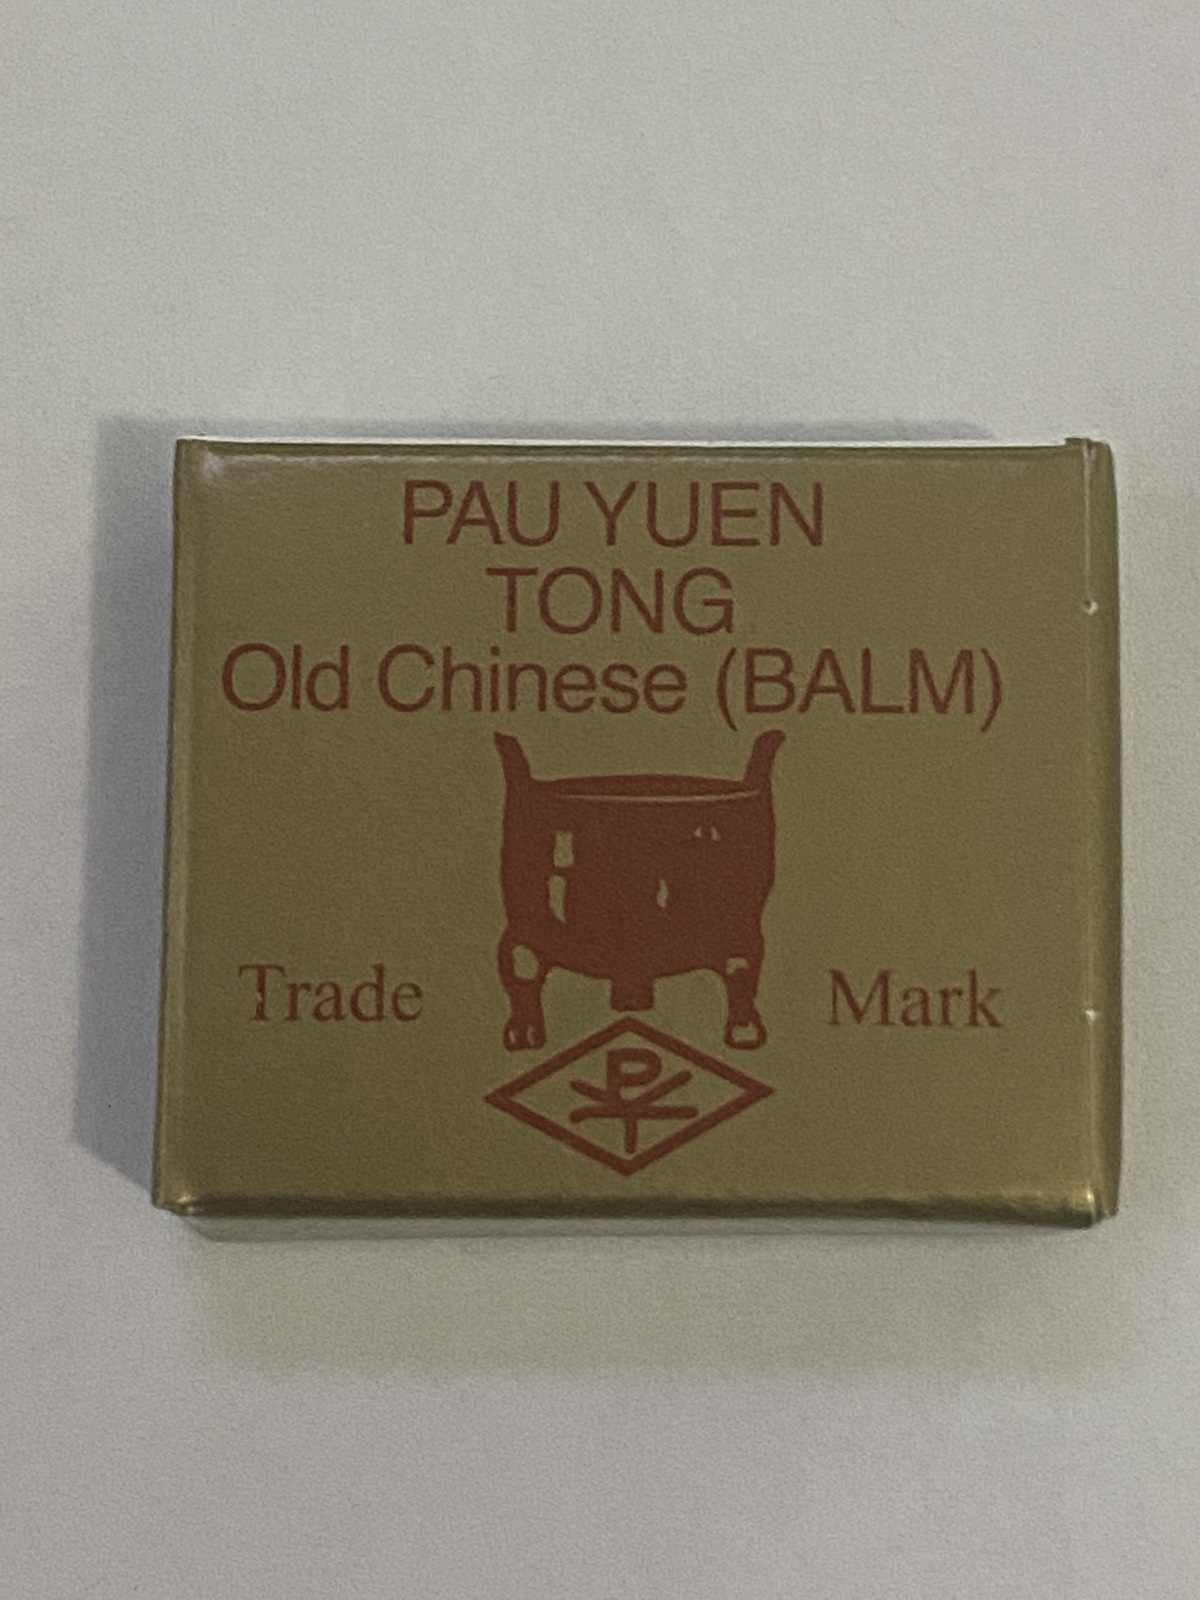 PAU YUEN
TONG
Old Chinese (BALM)
Trade Mark